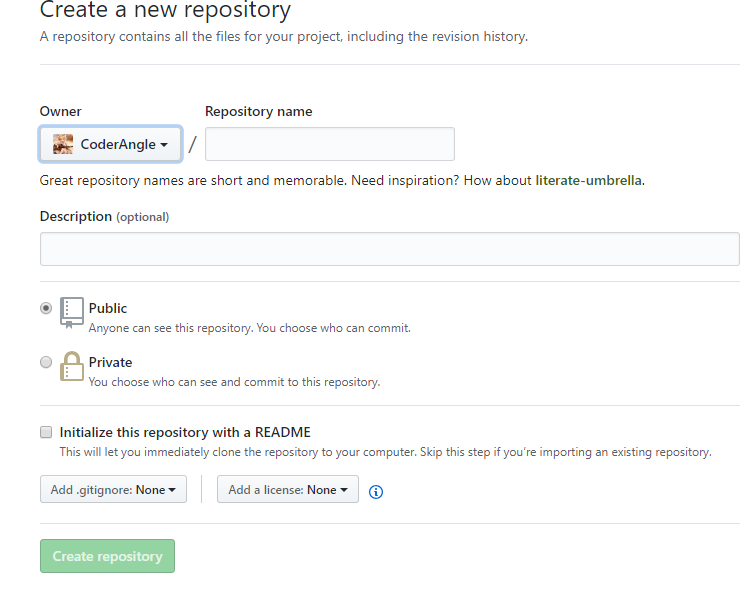 Create a new repository
A repository contains all the files for your project, including the revision history.
Owner Repository name
CoderAngle /
Great repository names are short and memorable. Need inspiration? How about literate-umbrella.
Description (optional)
Public
Anyone can see this repository. You choose who can commit.
Private
You choose who can see and commit to this repository.
Initialize this repository with a README
This will let you immediately clone the repository to your computer. Skip this step if you're importing an existing repository.
Add .gitignore: None Add a license: None
Create repository